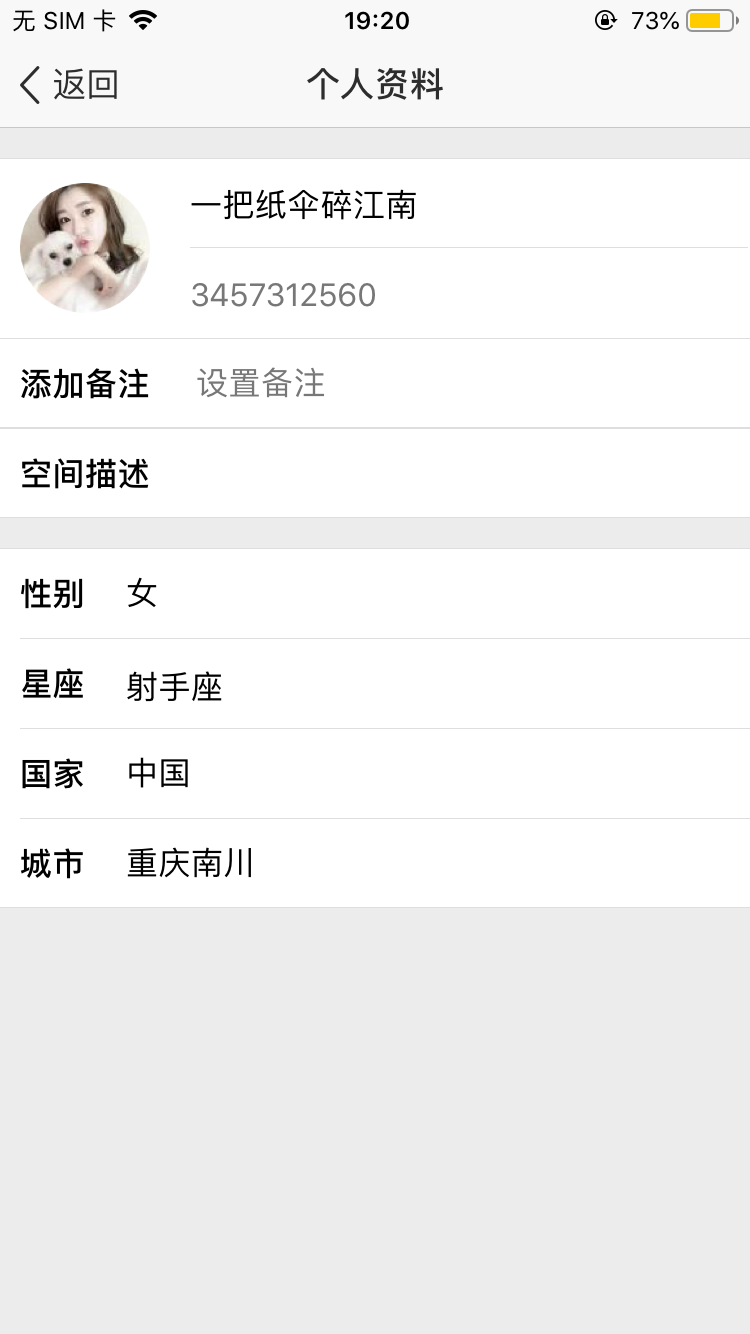 无 SIM 卡 19:20 73%
返回 个人资料
一把纸伞碎江南
3457312560
添加备注 设置备注
空间描述
性别 女
星座 射手座
国家 中国
城市 重庆南川